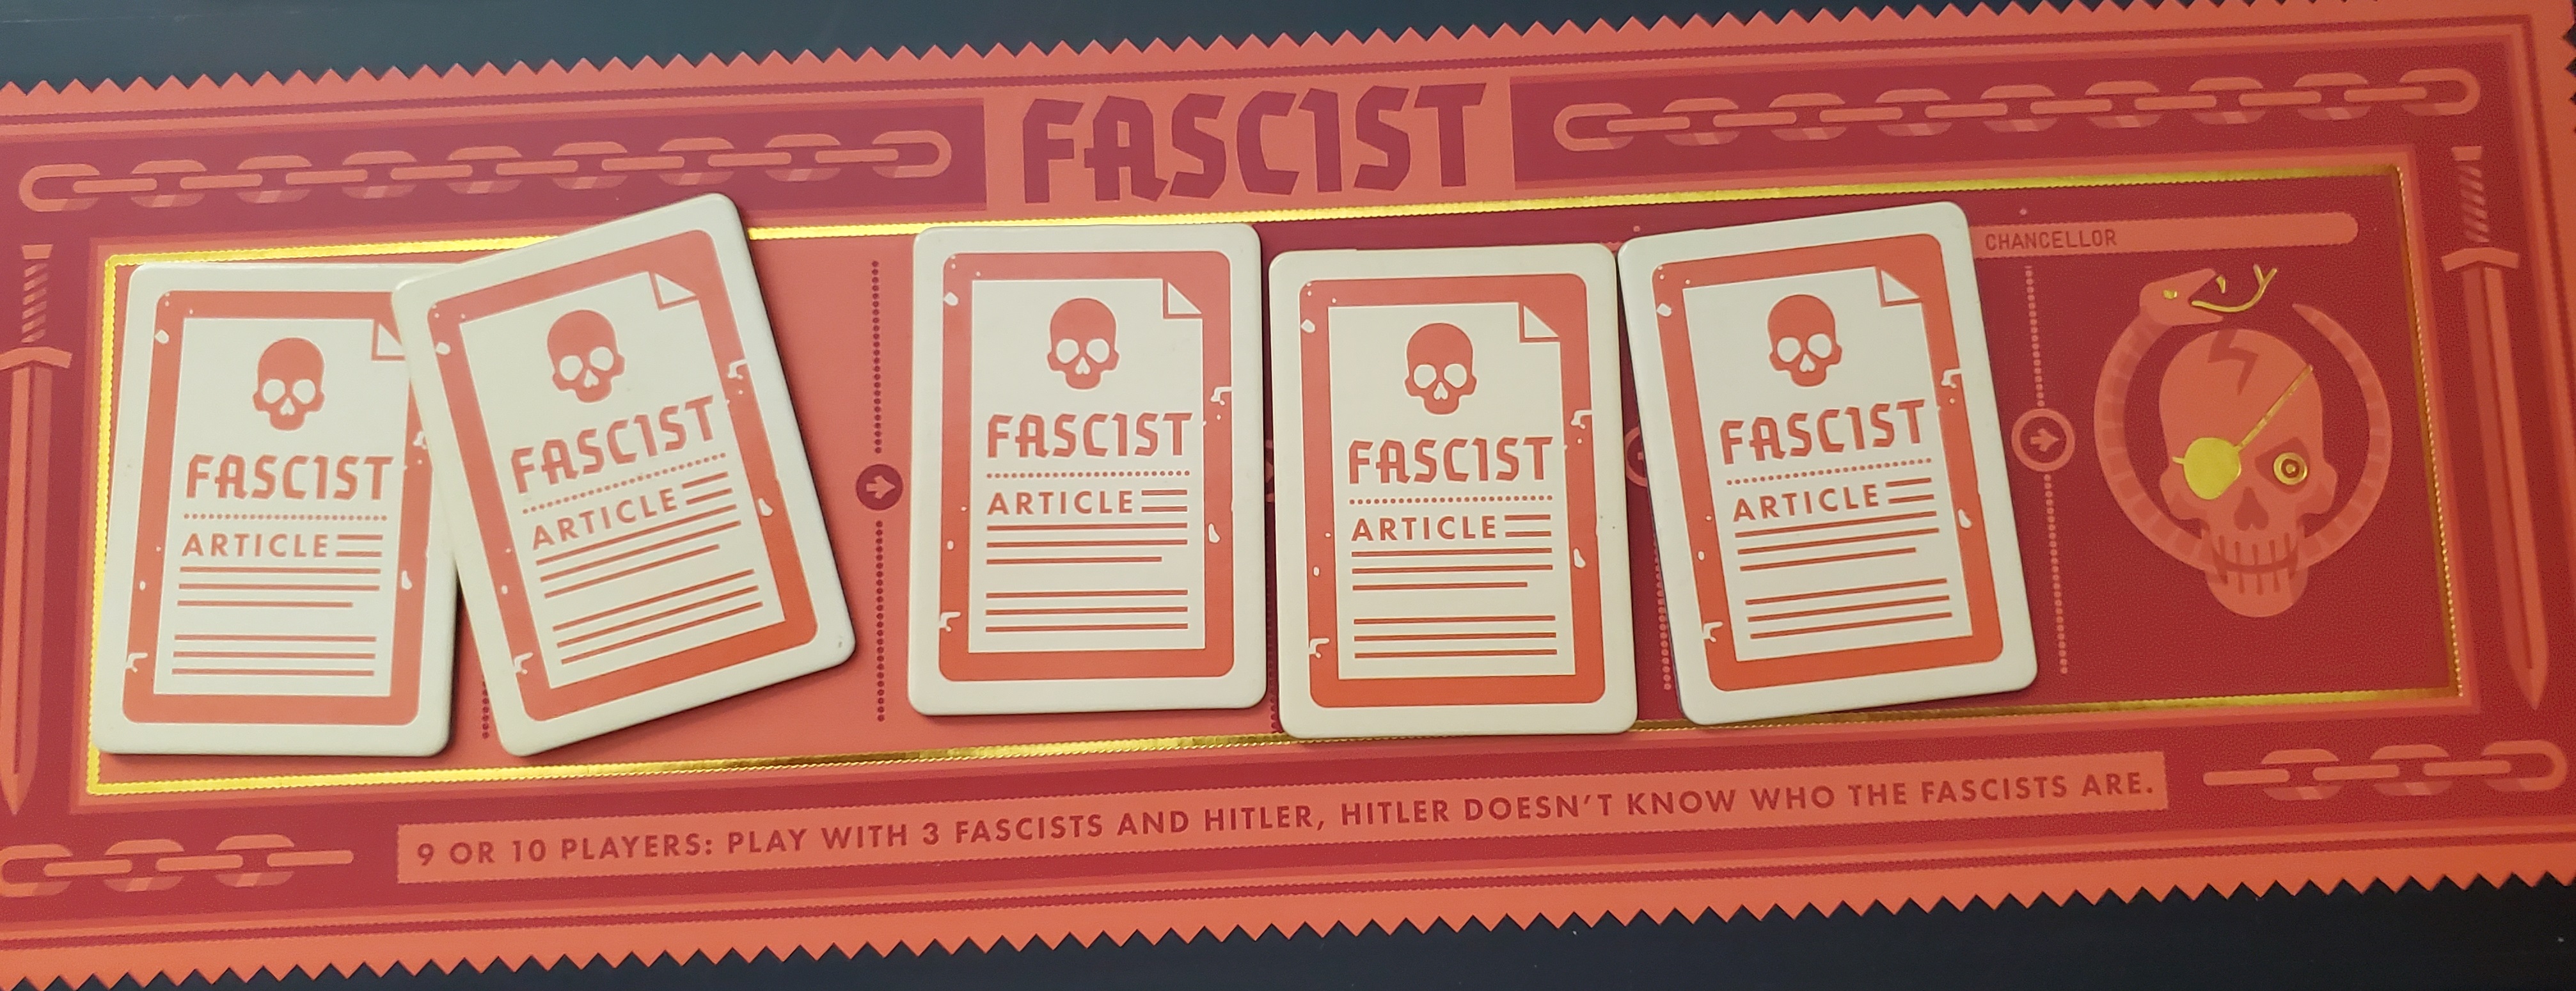 FASCIST
CHANCELLOR
FASCIST
ARTICLE
FASCIST
ARTICLE
FASCIST
ARTICLE
FASCIST
ARTICLE
FASCIST
ARTICLE
9 OR 10 PLAYERS: PLAY WITH 3 FASCISTS AND HITLER, HITLER DOESN'T KNOW WHO THE FASCISTS ARE.